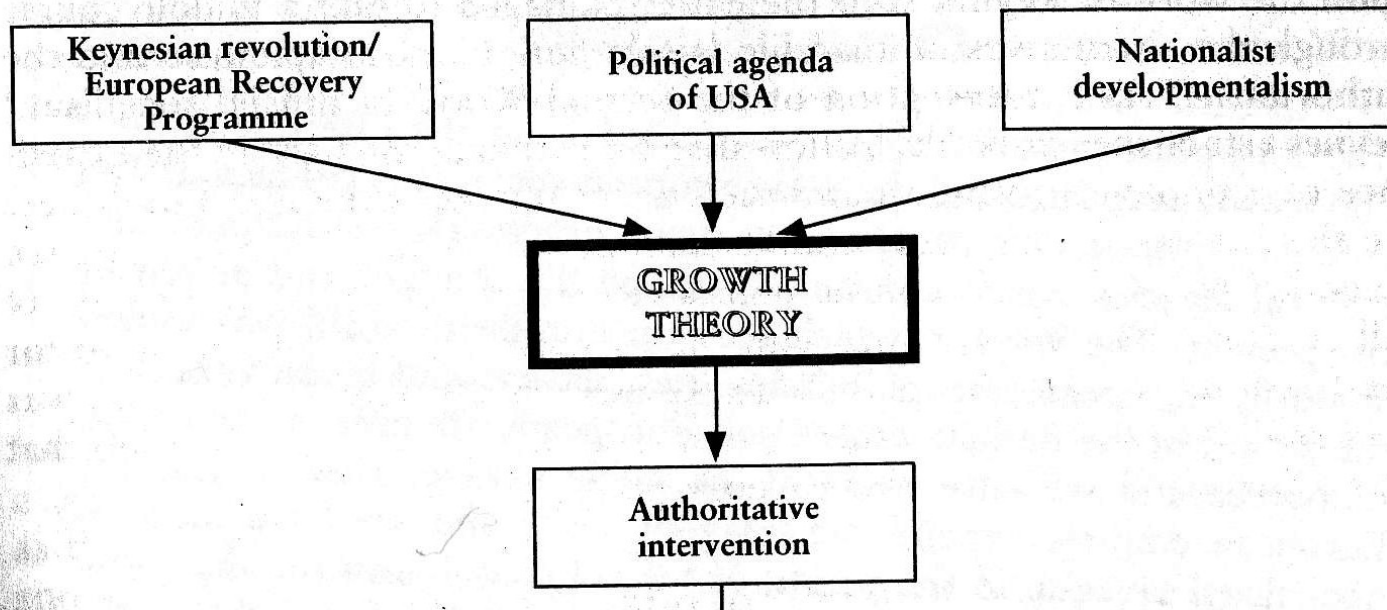 Keynesian revolution/
European Recovery
Programme
Political agenda
of USA
Nationalist
developmentalism
GROWTH
THEORY
Authoritative
intervention